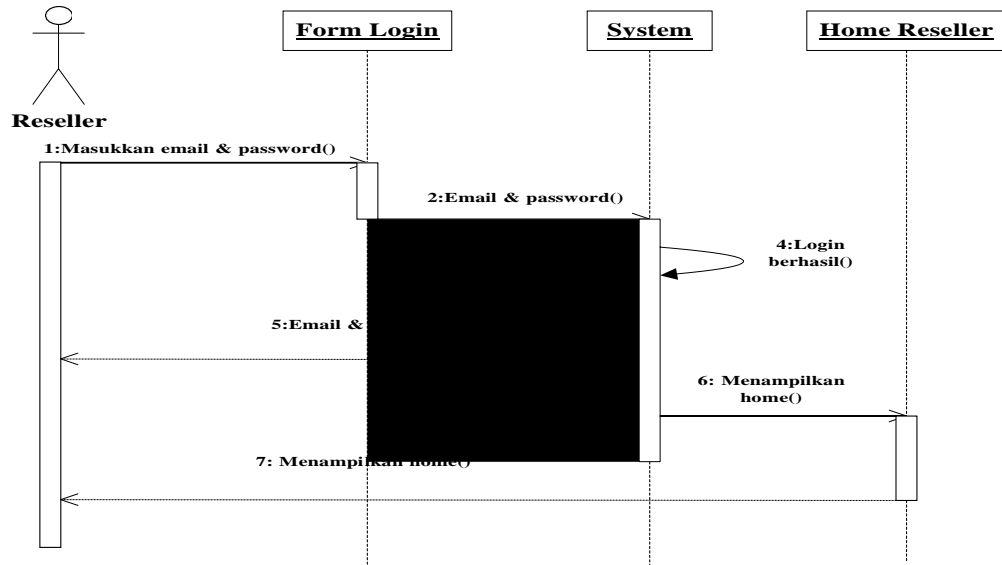 Form Login
System
Home Reseller
Reseller
1:Masukkan email & password()
2:Email & password()
4:Login
berhasil()
5:Email &
6: Menampilkan
home()
7: Menampilkan home()